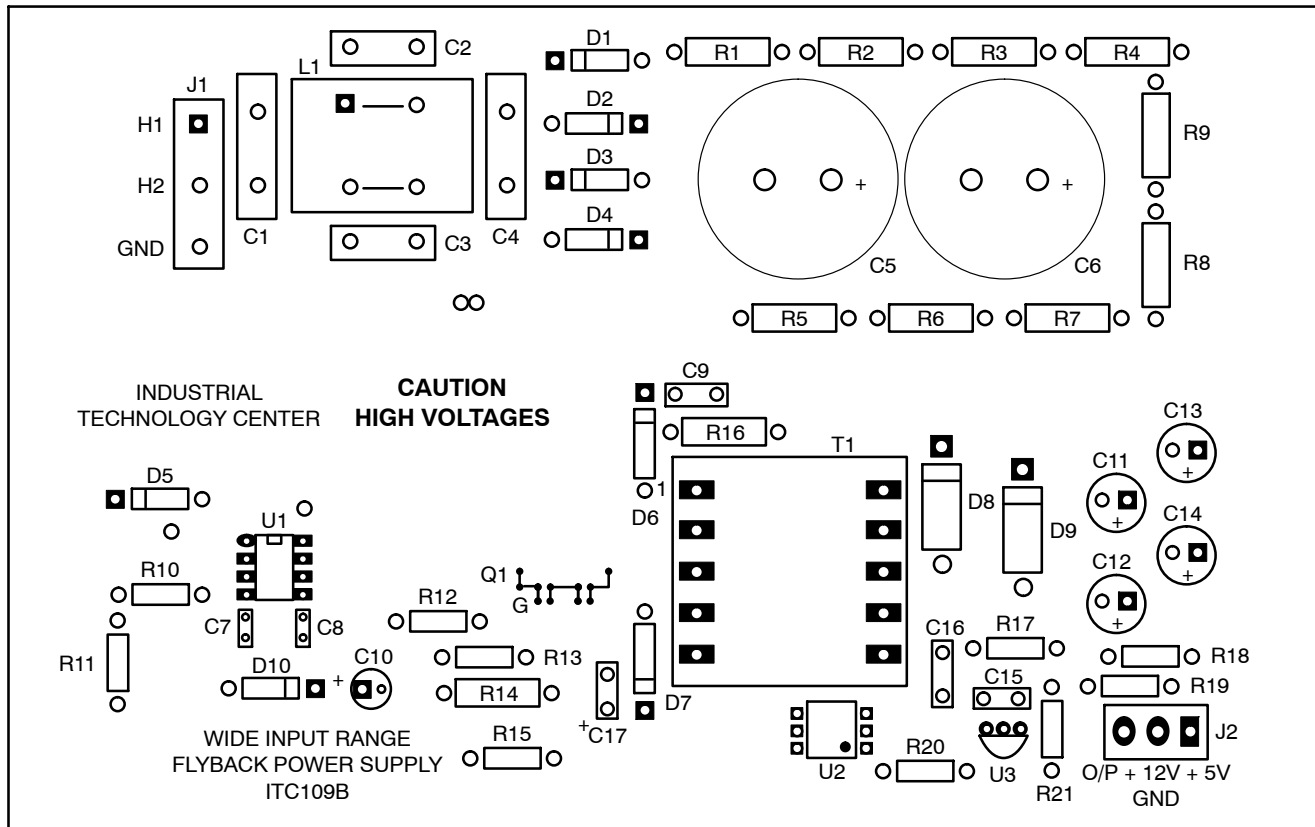 C2
D1
R1
R2
R3
R4
J1
L1
H1
D2
R9
H2
D3
+
+
GND
C1
C3
C4
D4
C5
C6
R8
R5
R6
R7
INDUSTRIAL
TECHNOLOGY CENTER
CAUTION
HIGH VOLTAGES
C9
R16
T1
C13
+
D5
1
D6
D8
D9
C11
+
U1
C14
+
Q1
G
R10
R12
C12
+
C7
C8
R11
R13
C16
R17
R18
D10
+
C10
R14
D7
C15
R19
+
C17
R15
U2
R20
U3
R21
J2
O/P + 12V + 5V
GND
WIDE INPUT RANGE
FLYBACK POWER SUPPLY
ITC109B